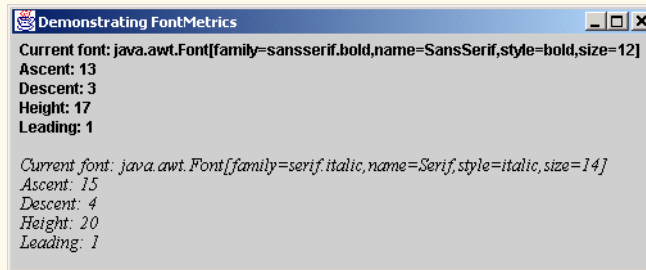 Demonstrating FontMetrics
Current font: java.awt.Font[family=sansserif.bold,name=SansSerif,style=bold,size=12]
Ascent: 13
Descent: 3
Height: 17
Leading: 1
Current font: java.awt.Font[family=serif.italic,name=Serif,style=italic,size=14]
Ascent: 15
Descent: 4
Height: 20
Leading: 1